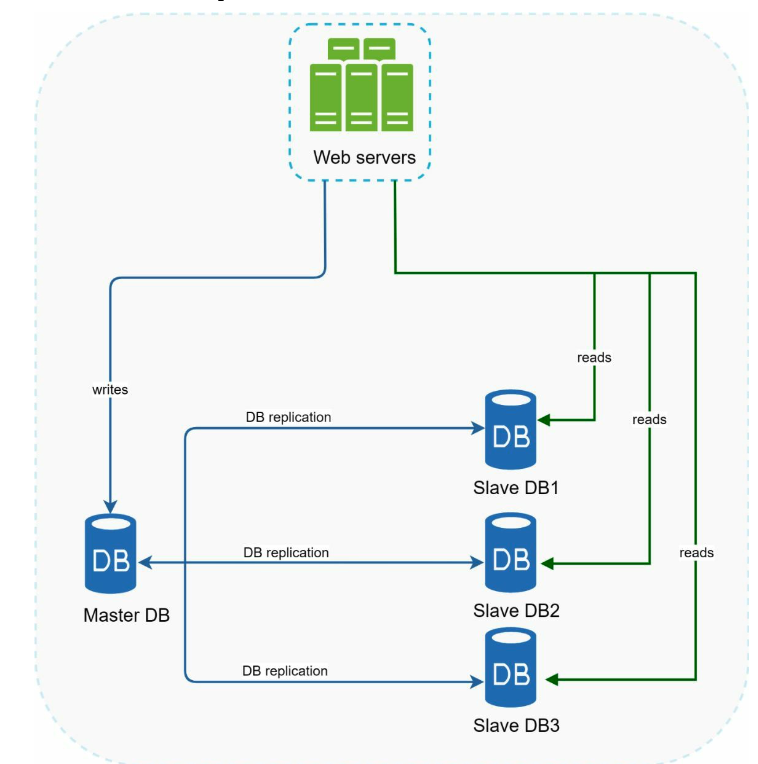 Web servers
reads
writes
DB replication
DB
reads
Slave DB1
DB
DB replication
DB
reads
Master DB
Slave DB2
DB replication
DB
Slave DB3